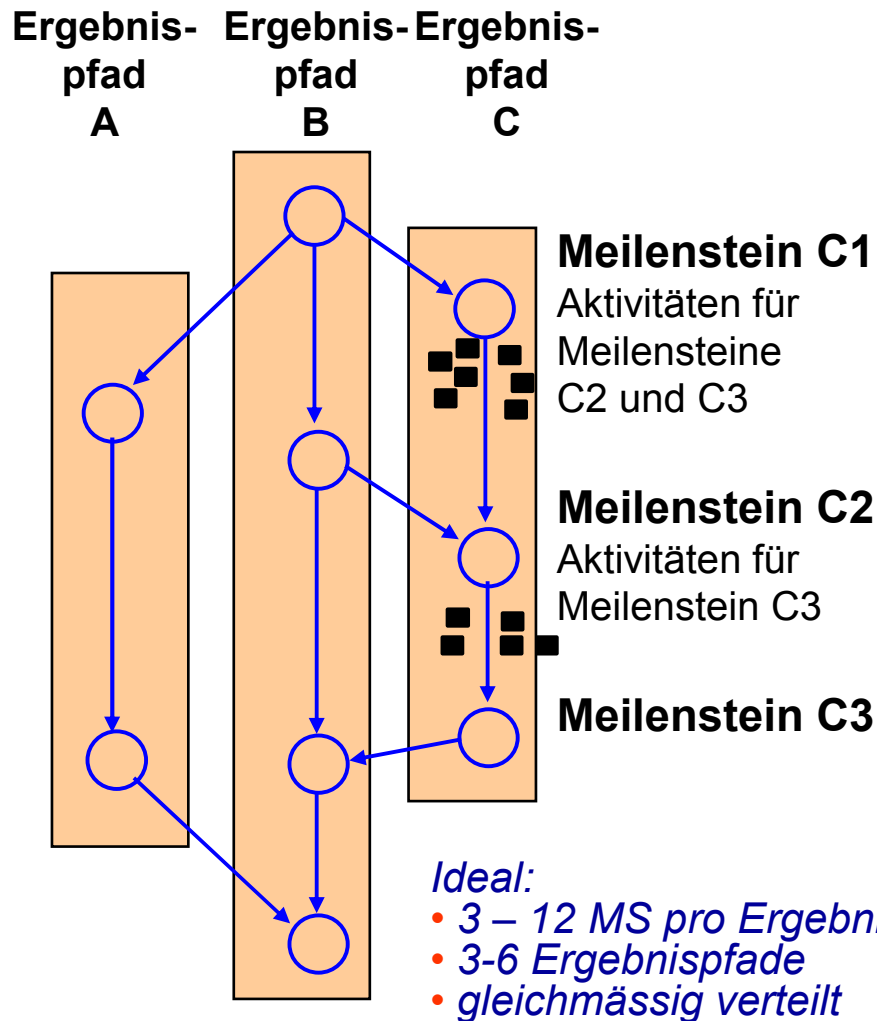 Ergebnis-
pfad
A
Ergebnis-
pfad
B
Ergebnis-
pfad
C
Meilenstein C1
Aktivitäten für
Meilensteine
C2 und C3
Meilenstein C2
Aktivitäten für
Meilenstein C3
Meilenstein C3
Ideal:
• 3 – 12 MS pro
• 3-6 Ergebnispfade
• gleichmässig verteilt